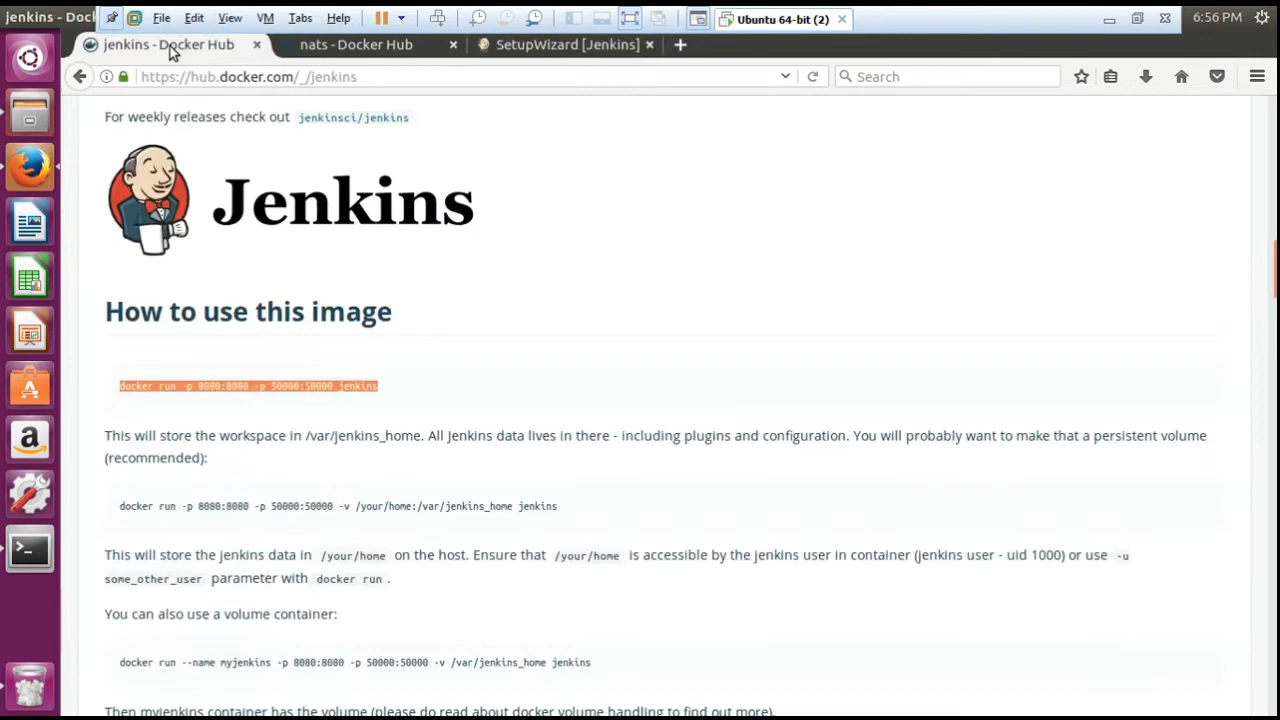 jenkins - Doc
File Edit View VM Tabs Help
Ubuntu 64-bit (2)
6:56 PM
jenkins - Docker Hub
nats - Docker Hub
SetupWizard [Jenkins]
https://hub.docker.com/_/jenkins
Search
For weekly releases check out jenkinsci/jenkins
Jenkins
How to use this image
docker run -p 8080:8080 -p 50000:50000 jenkins
This will store the workspace in /var/jenkins_home. All Jenkins data lives in there - including plugins and configuration. You will probably want to make that a persistent volume
(recommended):
docker run -p 8080:8080 -p 50000:50000 -v /your/home:/var/jenkins_home jenkins
This will store the jenkins data in /your/home on the host. Ensure that /your/home is accessible by the jenkins user in container (jenkins user - uid 1000) or use -u
some_other_user parameter with docker run .
You can also use a volume container:
docker run --name myjenkins -p 8080:8080 -p 50000:50000 -v /var/jenkins_home jenkins
Then myjenkins container has the volume (please do read about docker volume handling to find out more).